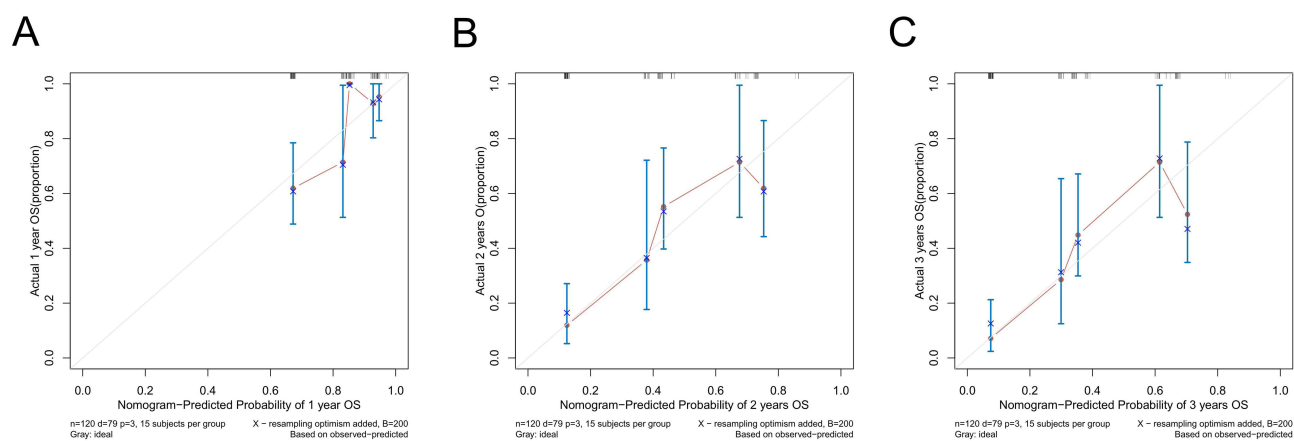 A
B
C
Actual 1 year OS(proportion)
0.0 0.2 0.4 0.6 0.8 1.0
0.0 0.2 0.4 0.6 0.8 1.0
Nomogram−Predicted Probability of 1 year OS
n=120 d=79 p=3, 15 subjects per group
Gray: ideal
X − resampling optimism added, B=200
Based on observed−predicted
Actual 2 years O(proportion)
0.0 0.2 0.4 0.6 0.8 1.0
0.0 0.2 0.4 0.6 0.8 1.0
Nomogram−Predicted Probability of 2 years OS
n=120 d=79 p=3, 15 subjects per group
Gray: ideal
X − resampling optimism added, B=200
Based on observed−predicted
Actual 3 years OS(proportion)
0.0 0.2 0.4 0.6 0.8 1.0
0.0 0.2 0.4 0.6 0.8 1.0
Nomogram−Predicted Probability of 3 years OS
n=120 d=79 p=3, 15 subjects per group
Gray: ideal
X − resampling optimism added, B=200
Based on observed−predicted